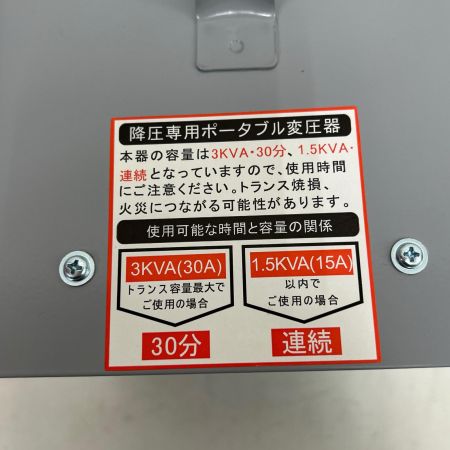 降圧専用ポータブル変圧器
本器の容量は3KVA・30分、1.5KVA・
連続となっていますので、使用時間
にご注意ください。トランス焼損、
火災につながる可能性があります。
使用可能な時間と容量の関係
3KVA(30A)
トランス容量最大で
ご使用の場合
30分
1.5KVA(15A)
以内で
ご使用の場合
連続